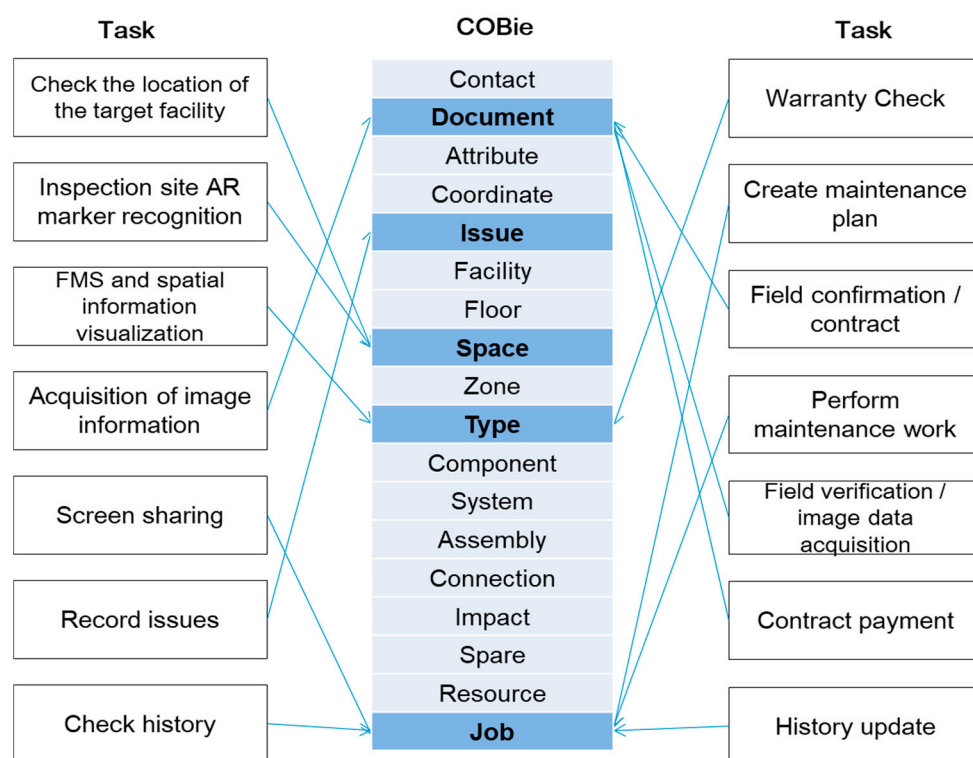 Task
Check the location of
the target facility
Inspection site AR
marker recognition
FMS and spatial
information
visualization
Acquisition of image
information
Screen sharing
Record issues
Check history
COBie
Contact
Document
Attribute
Coordinate
Issue
Facility
Floor
Space
Zone
Type
Component
System
Assembly
Connection
Impact
Spare
Resource
Job
Task
Warranty Check
Create maintenance
plan
Field confirmation /
contract
Perform
maintenance work
Field verification /
image data
acquisition
Contract payment
History update